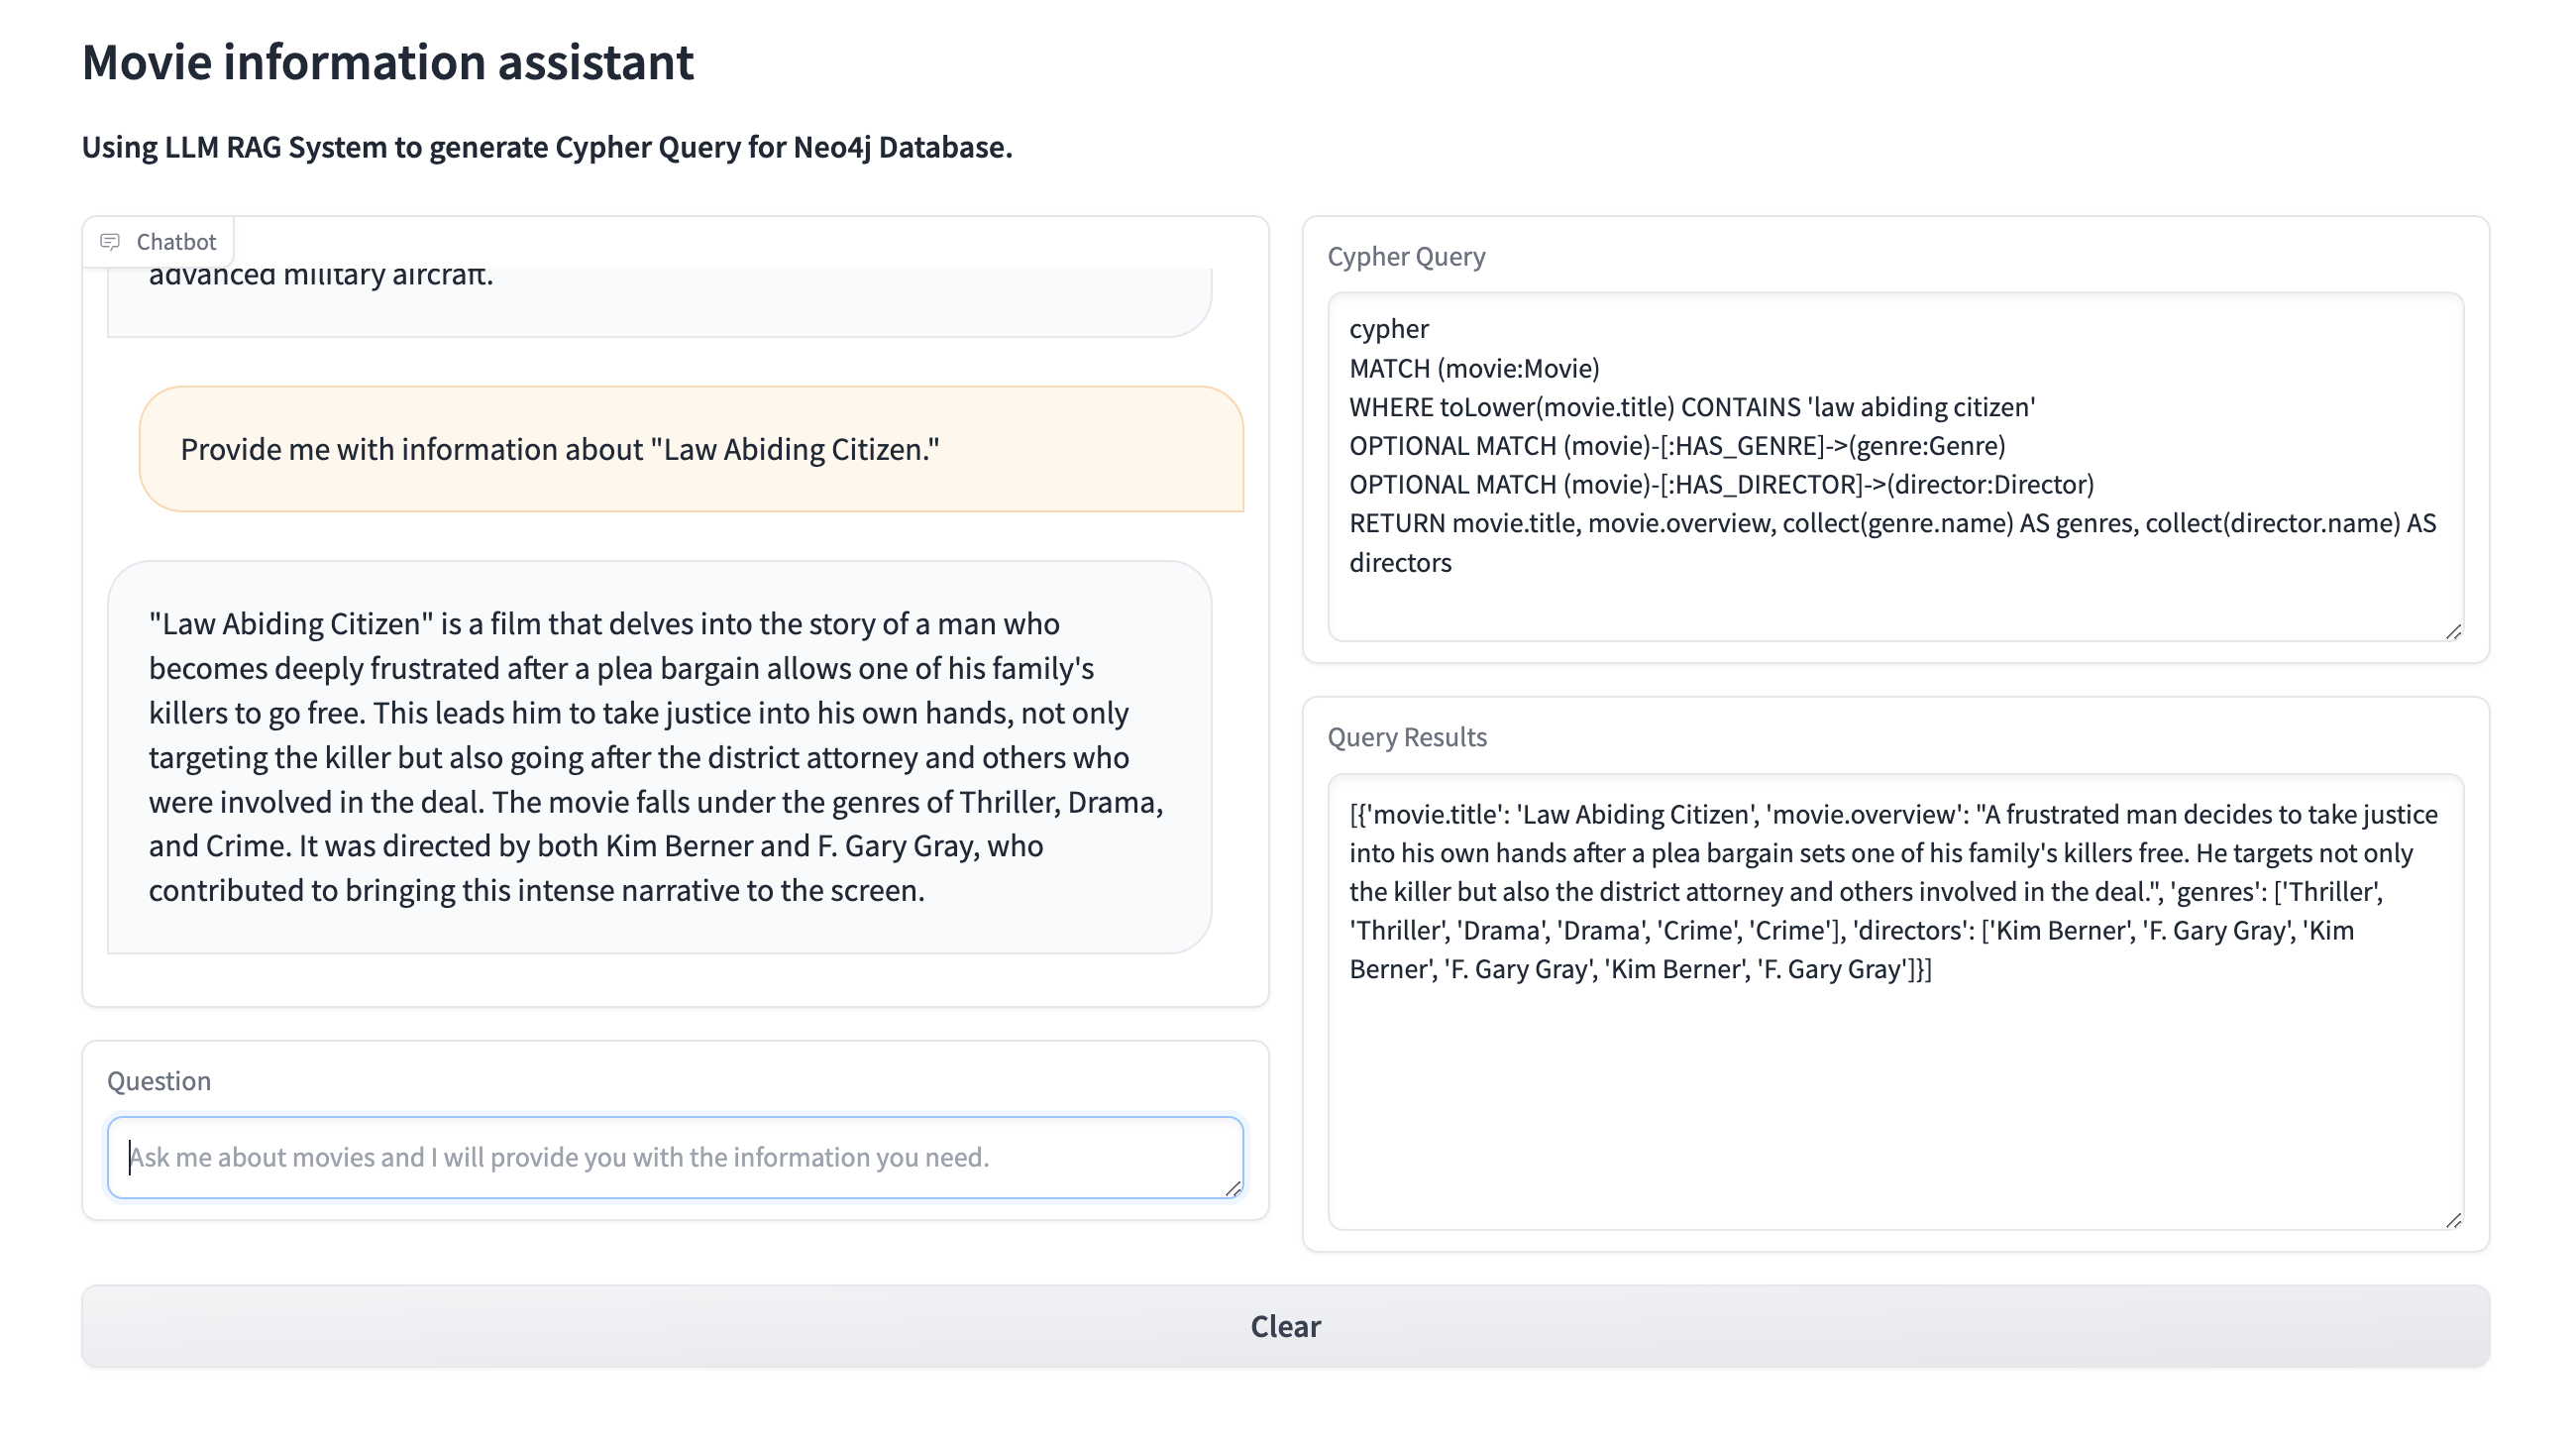 Movie information assistant
Using LLM RAG System to generate Cypher Query for Neo4j Database.
Chatbot
advanced military aircraft.
Provide me with information about "Law Abiding Citizen."
"Law Abiding Citizen" is a film that delves into the story of a man who
becomes deeply frustrated after a plea bargain allows one of his family's
killers to go free. This leads him to take justice into his own hands, not only
targeting the killer but also going after the district attorney and others who
were involved in the deal. The movie falls under the genres of Thriller, Drama,
and Crime. It was directed by both Kim Berner and F. Gary Gray, who
contributed to bringing this intense narrative to the screen.
Question
Ask me about movies and I will provide you with the information you need.
Cypher Query
cypher
MATCH (movie:Movie)
WHERE toLower(movie.title) CONTAINS 'law abiding citizen'
OPTIONAL MATCH (movie)-[:HAS_GENRE]->(genre:Genre)
OPTIONAL MATCH (movie)-[:HAS_DIRECTOR]->(director:Director)
RETURN movie.title, movie.overview, collect(genre.name) AS genres, collect(director.name) AS
directors
Query Results
[{'movie.title': 'Law Abiding Citizen', 'movie.overview': "A frustrated man decides to take justice
into his own hands after a plea bargain sets one of his family's killers free. He targets not only
the killer but also the district attorney and others involved in the deal.", 'genres': ['Thriller',
'Thriller', 'Drama', 'Drama', 'Crime', 'Crime'], 'directors': ['Kim Berner', 'F. Gary Gray', 'Kim
Berner', 'F. Gary Gray', 'Kim Berner', 'F. Gary Gray']}]
Clear